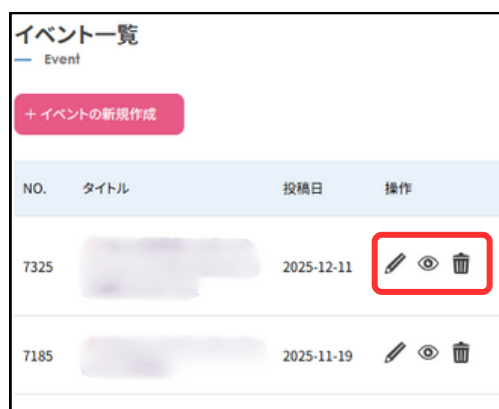 イベント一覧
Event
+ イベントの新規作成
NO. タイトル 投稿日 操作
7325 2025-12-11
7185 2025-11-19